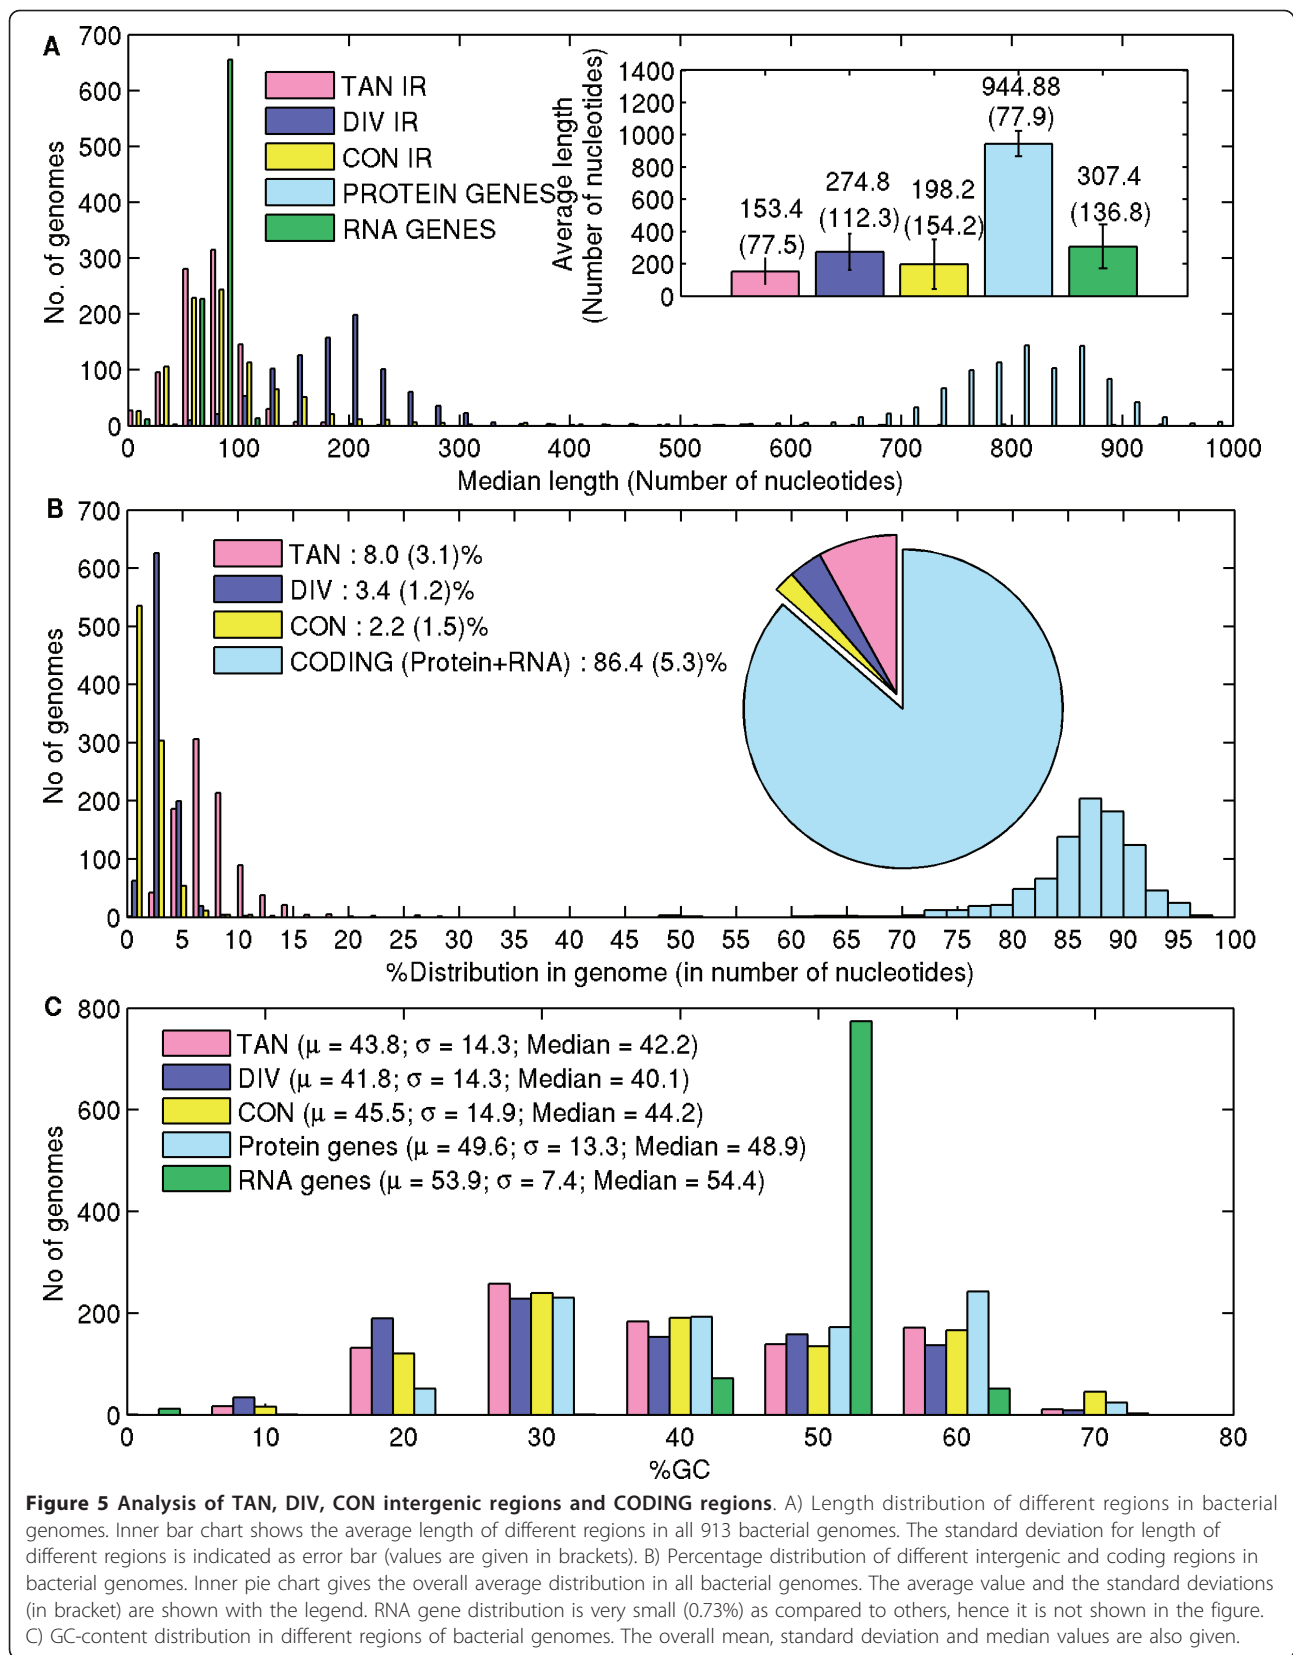 A
700
600
500
400
300
200
100
0
No. of genomes
TAN IR
DIV IR
CON IR
PROTEIN GENES
RNA GENES
Average length
(Number of nucleotides)
1400
1200
1000
800
600
400
200
0
153.4
(77.5)
274.8
(112.3)
198.2
(154.2)
944.88
(77.9)
307.4
(136.8)
0 100 200 300 400 500 600 700 800 900 1000
Median length (Number of nucleotides)
B
700
600
500
400
300
200
100
0
No of genomes
TAN : 8.0 (3.1)%
DIV : 3.4 (1.2)%
CON : 2.2 (1.5)%
CODING (Protein+RNA) : 86.4 (5.3)%
0 5 10 15 20 25 30 35 40 45 50 55 60 65 70 75 80 85 90 95 100
%Distribution in genome (in number of nucleotides)
C
800
600
400
200
0
No of genomes
TAN (μ = 43.8; σ = 14.3; Median = 42.2)
DIV (μ = 41.8; σ = 14.3; Median = 40.1)
CON (μ = 45.5; σ = 14.9; Median = 44.2)
Protein genes (μ = 49.6; σ = 13.3; Median = 48.9)
RNA genes (μ = 53.9; σ = 7.4; Median = 54.4)
0 10 20 30 40 50 60 70 80
%GC
Figure 5 Analysis of TAN, DIV, CON intergenic regions and CODING regions. A) Length distribution of different regions in bacterial
genomes. Inner bar chart shows the average length of different regions in all 913 bacterial genomes. The standard deviation for length of
different regions is indicated as error bar (values are given in brackets). B) Percentage distribution of different intergenic and coding regions in
bacterial genomes. Inner pie chart gives the overall average distribution in all bacterial genomes. The average value and the standard deviations
(in bracket) are shown with the legend. RNA gene distribution is very small (0.73%) as compared to others, hence it is not shown in the figure.
C) GC-content distribution in different regions of bacterial genomes. The overall mean, standard deviation and median values are also given.